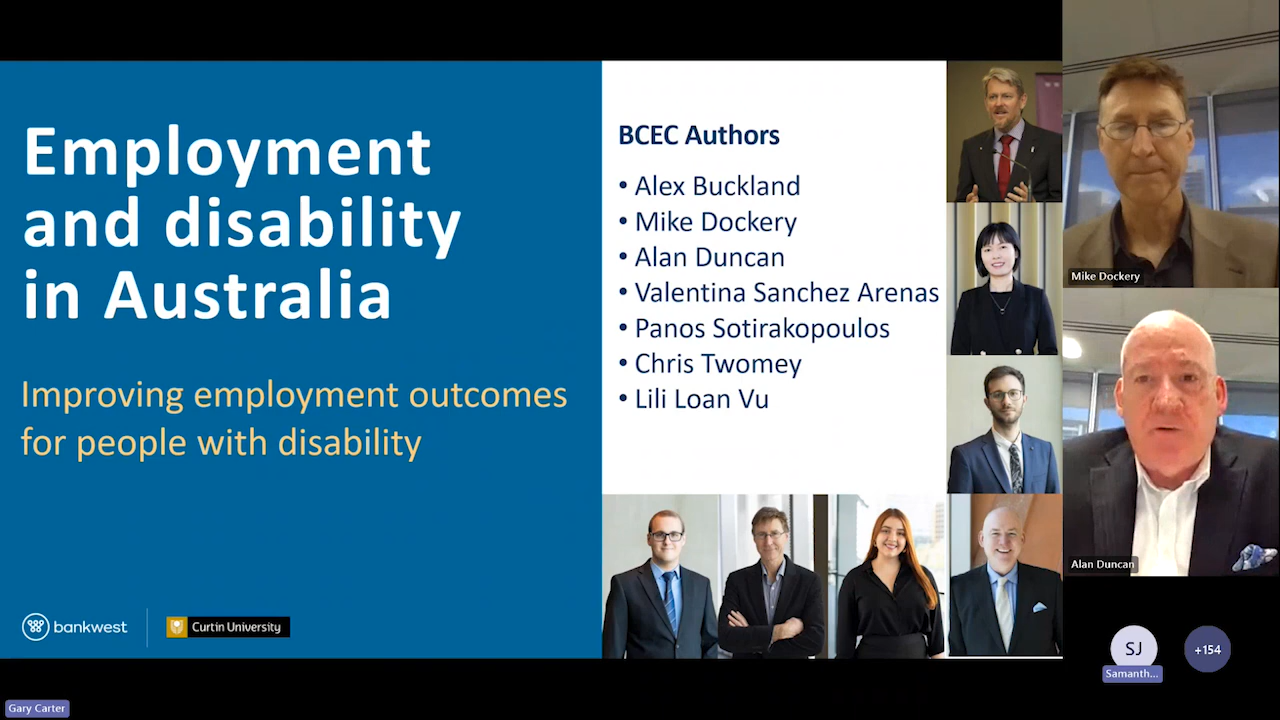 Employment
and disability
in Australia
Improving employment outcomes
for people with disability
bankwest
Curtin University
BCEC Authors
• Alex Buckland
• Mike Dockery
• Alan Duncan
• Valentina Sanchez Arenas
• Panos Sotirakopoulos
• Chris Twomey
• Lili Loan Vu
Mike Dockery
Alan Duncan
SJ
Samanth...
+154
Gary Carter